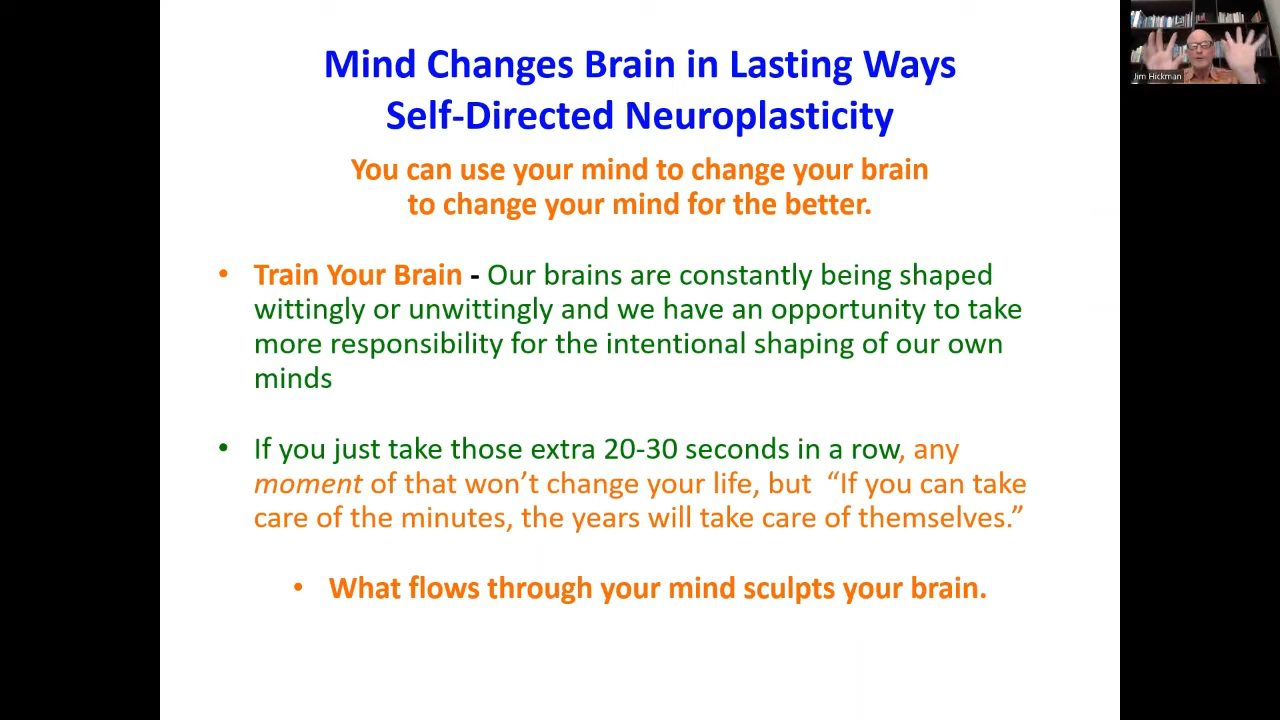 Mind Changes Brain in Lasting Ways
Self-Directed Neuroplasticity
You can use your mind to change your brain
to change your mind for the better.
• Train Your Brain - Our brains are constantly being shaped
wittingly or unwittingly and we have an opportunity to take
more responsibility for the intentional shaping of our own
minds
• If you just take those extra 20-30 seconds in a row, any
moment of that won’t change your life, but “If you can take
care of the minutes, the years will take care of themselves.”
• What flows through your mind sculpts your brain.
Jim Hickman